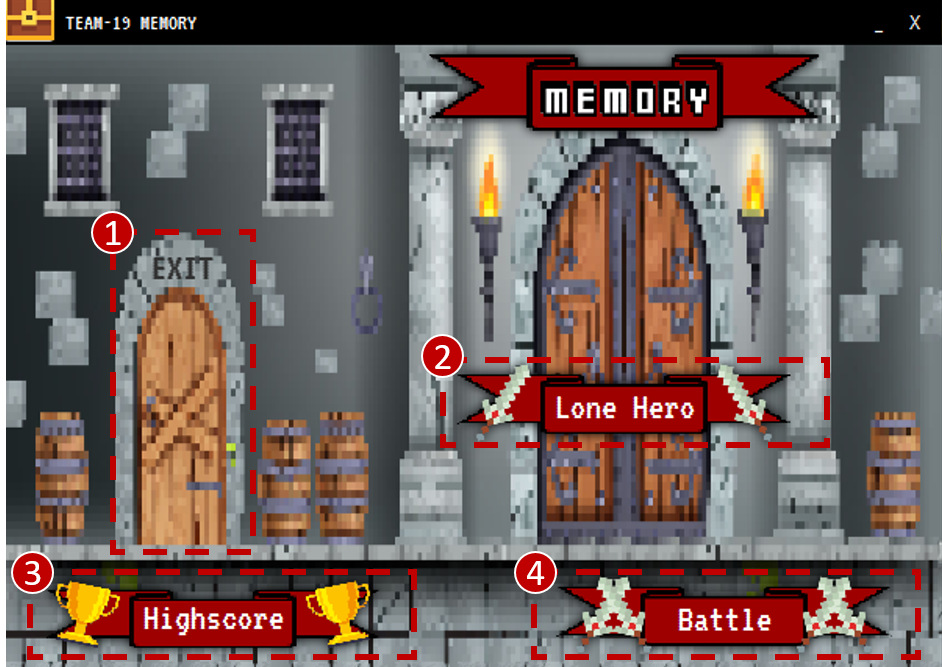 TEAM-19 MEMORY
_ X
MEMORY
1
EXIT
2
Lone Hero
3
Highscore
4
Battle